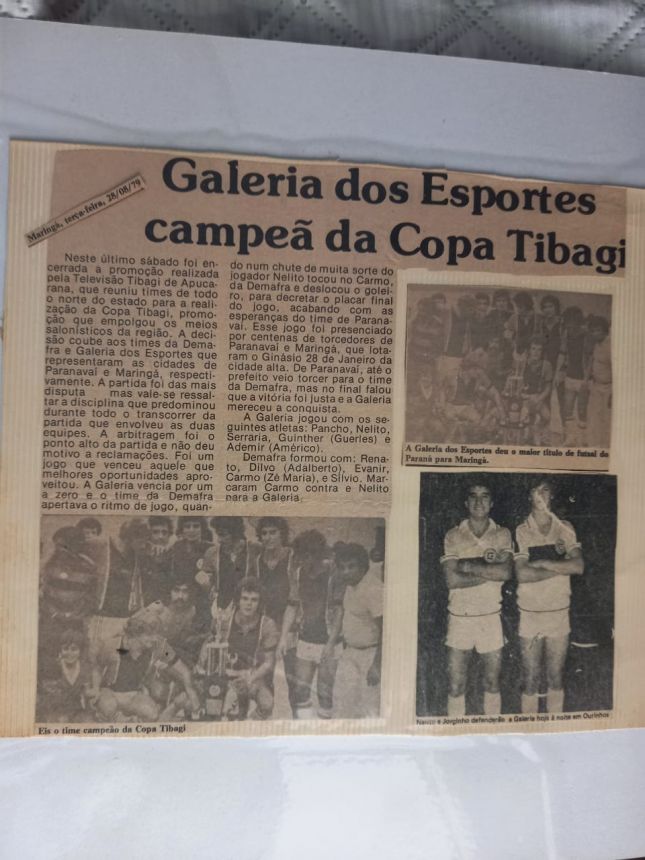 Maringá, terça-feira, 28/08/79
Galeria dos Esportes
campeã da Copa Tibagi
Neste último sábado foi en-
cerrada a promoção realizada
pela Televisão Tibagi de Apuca-
rana, que reuniu times de todo
o norte do estado para a reali-
zação da Copa Tibagi, promo-
ção que empolgou os meios
salonísticos da região. A deci-
são coube aos times da Dema-
fra e Galeria dos Esportes que
representaram as cidades de
Paranavaí e Maringá, respecti-
vamente. A partida foi das mais
disputa mas vale-se ressal-
tar a disciplina que predominou
durante todo o transcorrer da
partida que envolveu as duas
equipes. A arbitragem foi o
ponto alto da partida e não deu
motivo a reclamações. Foi um
jogo que venceu aquele que
melhores oportunidades apro-
veitou. A Galeria vencia por um
a zero e o time da Demafra
apertava o ritmo de jogo, quan-
do num chute de muita sorte do
jogador Nelito tocou no Carmo,
da Demafra e deslocou o golei-
ro, para decretar o placar final
do jogo, acabando com as
esperanças do time de Parana-
vaí. Esse jogo foi presenciado
por centenas de torcedores de
Paranavaí e Maringá, que lota-
ram o Ginásio 28 de Janeiro da
cidade alta. De Paranavaí, até o
prefeito veio torcer para o time
da Demafra, mas no final falou
que a vitória foi justa e a Galeria
mereceu a conquista.
A Galeria jogou com os se-
guintes atletas: Pancho, Nelito,
Serraria, Guinther (Guerles) e
Ademir (Américo).
Demafra formou com: Rena-
to, Dilvo (Adalberto), Evanir,
Carmo (Zé Maria), e Sílvio. Mar-
caram Carmo contra e Nelito
para a Galeria.
A Galeria dos Esportes deu o maior título de futsal do
Paraná para Maringá.
Eis o time campeão da Copa Tibagi
e Jorginho defenderão a Galeria hoje à noite em Ourinhos